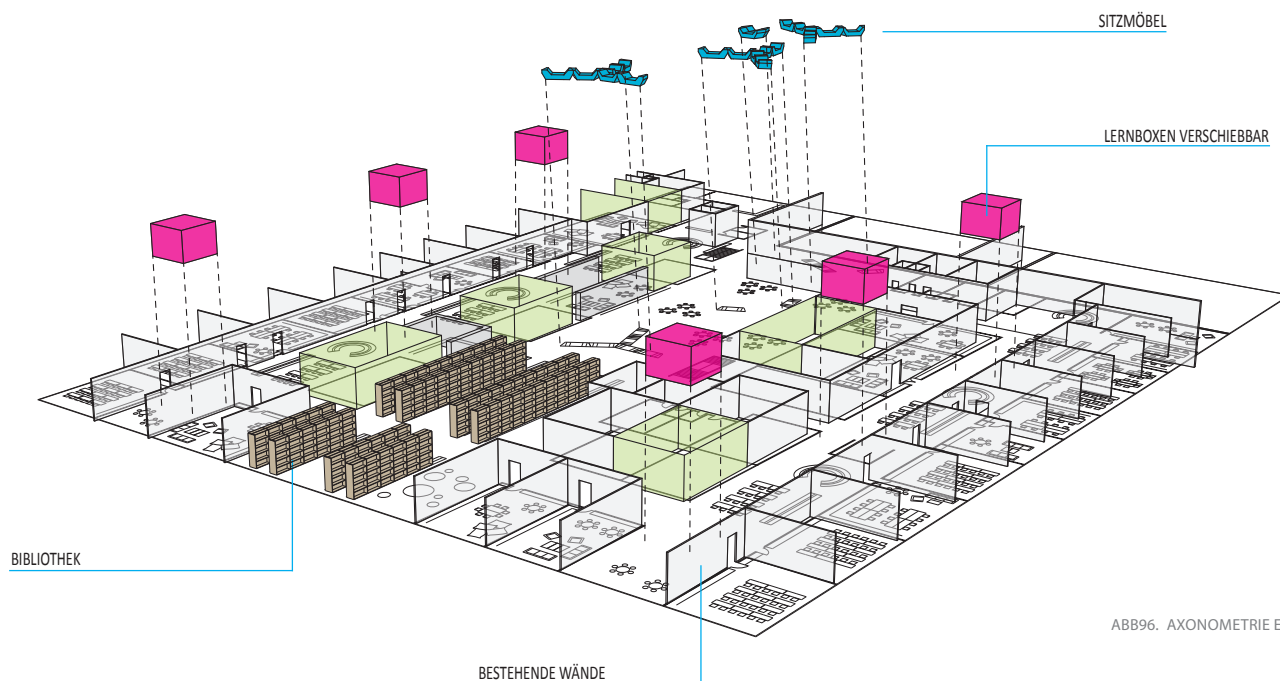 SITZMÖBEL
LERNBOXEN VERSCHIEBBAR
BIBLIOTHEK
ABB96. AXONOMETRIE E
BESTEHENDE WÄNDE